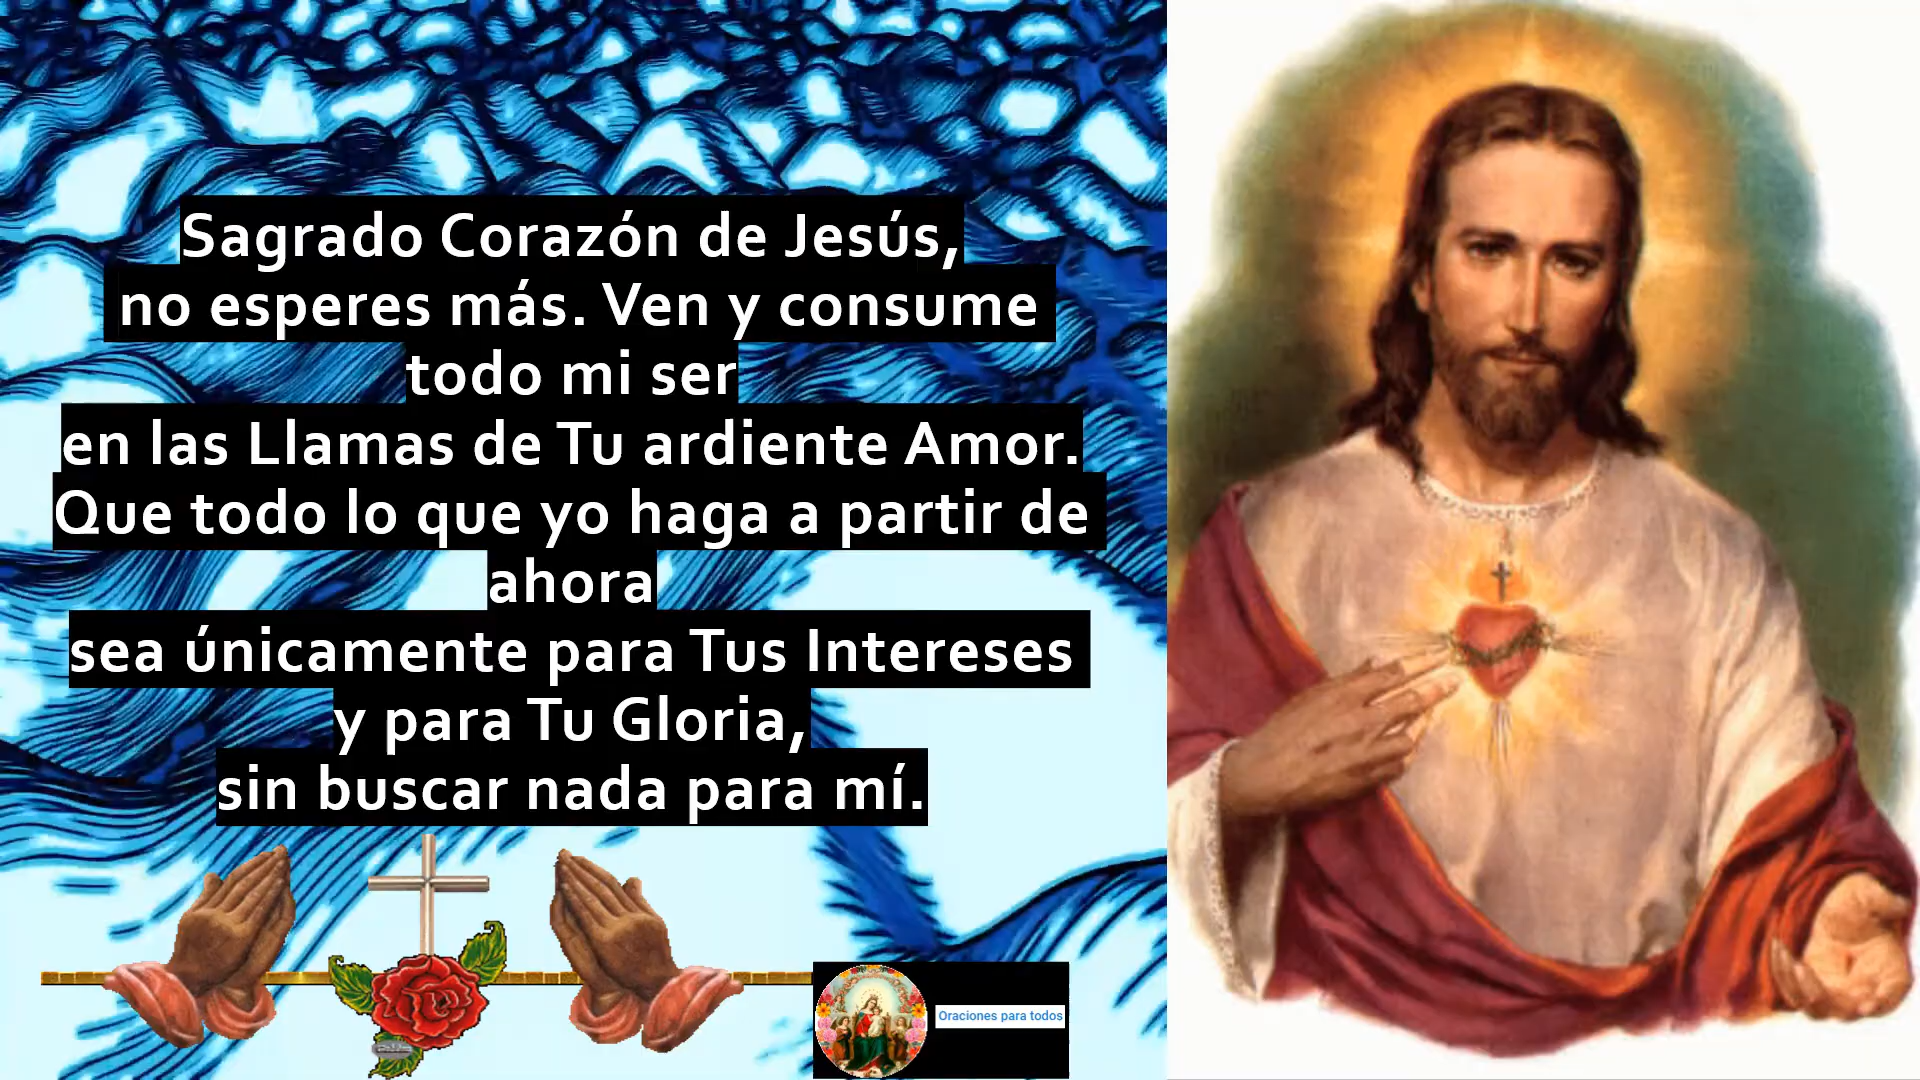 Sagrado Corazón de Jesús,
no esperes más. Ven y consume
todo mi ser
en las Llamas de Tu ardiente Amor.
Que todo lo que yo haga a partir de
ahora
sea únicamente para Tus Intereses
y para Tu Gloria,
sin buscar nada para mí.
Oraciones para todos